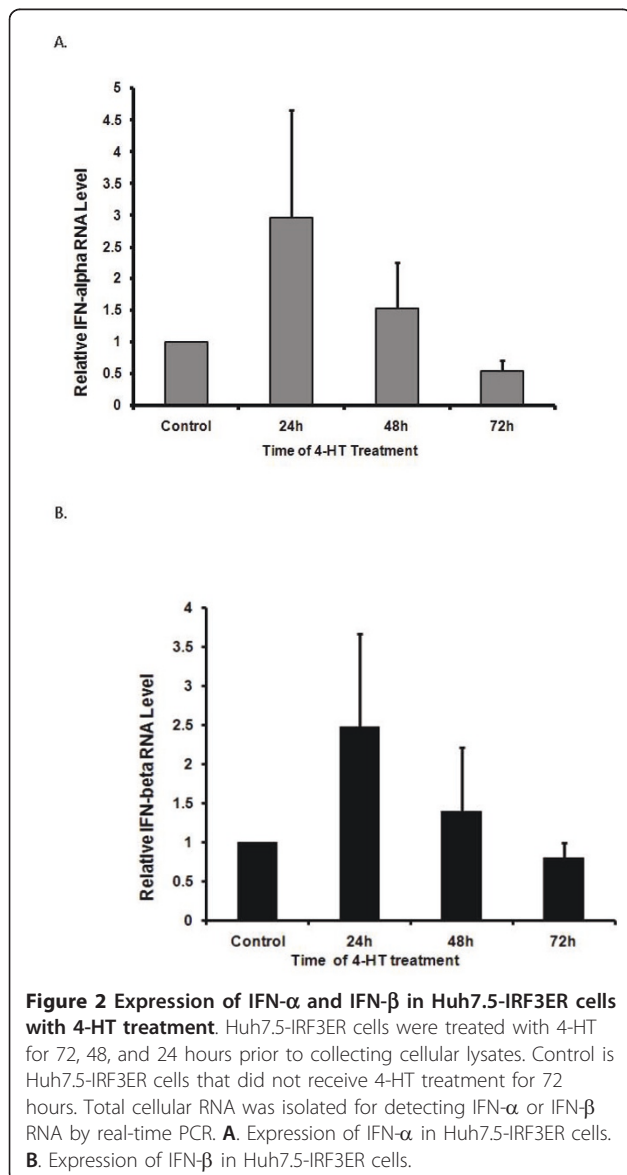 A.
5
4.5
4
3.5
3
2.5
2
1.5
1
0.5
0
Relative IFN-alpha RNA Level
Control 24h 48h 72h
Time of 4-HT Treatment
B.
4
3.5
3
2.5
2
1.5
1
0.5
0
Relative IFN-beta RNA Level
Control 24h 48h 72h
Time of 4-HT treatment
Figure 2 Expression of IFN-α and IFN-β in Huh7.5-IRF3ER cells
with 4-HT treatment. Huh7.5-IRF3ER cells were treated with 4-HT
for 72, 48, and 24 hours prior to collecting cellular lysates. Control is
Huh7.5-IRF3ER cells that did not receive 4-HT treatment for 72
hours. Total cellular RNA was isolated for detecting IFN-α or IFN-β
RNA by real-time PCR. A. Expression of IFN-α in Huh7.5-IRF3ER cells.
B. Expression of IFN-β in Huh7.5-IRF3ER cells.